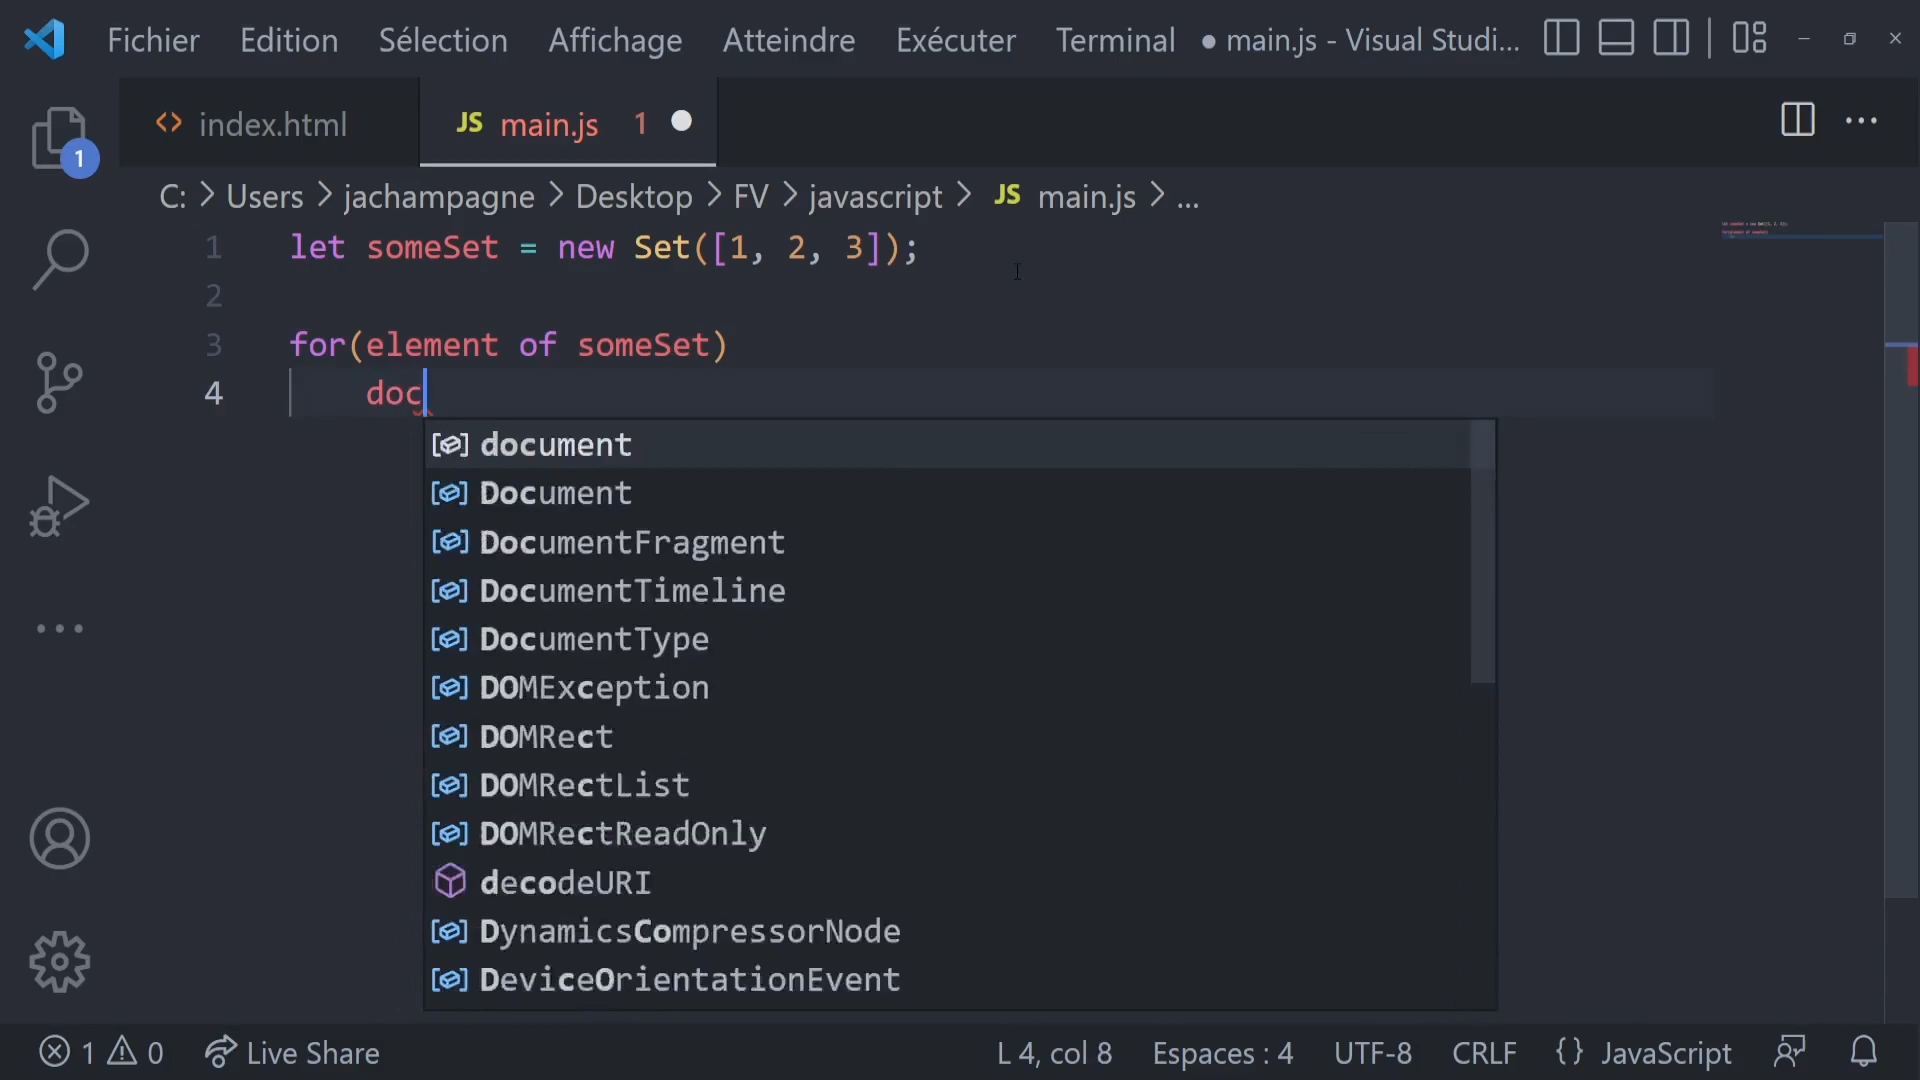 Fichier Edition Sélection Affichage Atteindre Exécuter Terminal ● main.js - Visual Studi...
1
<> index.html JS main.js 1 ●
C: > Users > jachampagne > Desktop > FV > javascript > JS main.js > ...
1 let someSet = new Set([1, 2, 3]);
2
3 for(element of someSet)
4 doc
document
Document
DocumentFragment
DocumentTimeline
DocumentType
DOMException
DOMRect
DOMRectList
DOMRectReadOnly
decodeURI
DynamicsCompressorNode
DeviceOrientationEvent
1 0 Live Share L 4, col 8 Espaces : 4 UTF-8 CRLF {} JavaScript